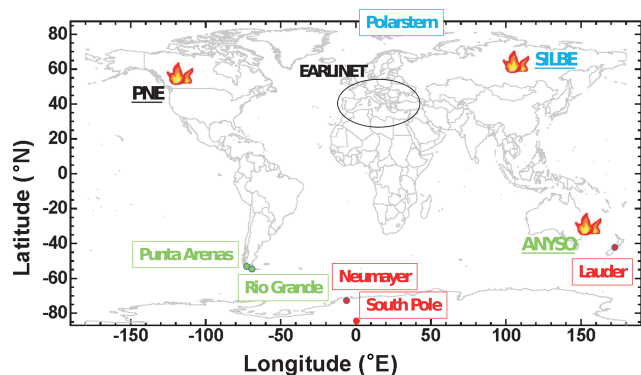 Polarstern
EARLINET
SILBE
PNE
ANYSO
Punta Arenas
Rio Grande
Neumayer
Lauder
South Pole
80
60
40
20
0
-20
-40
-60
-80
Latitude (°N)
-150 -100 -50 0 50 100 150
Longitude (°E)